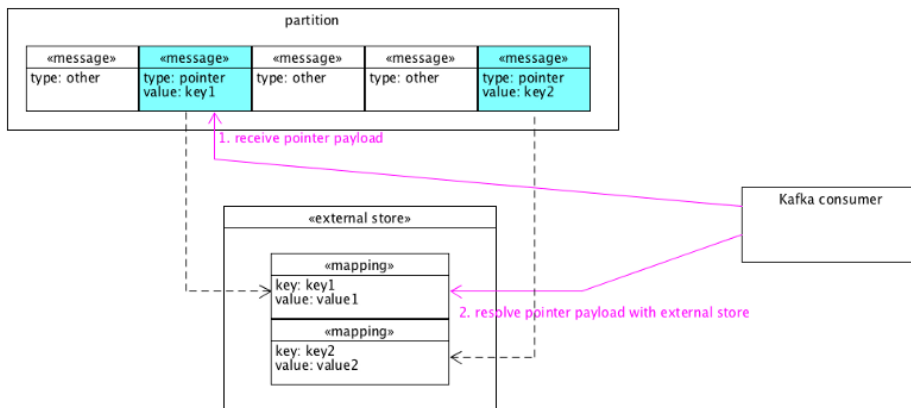 partition
«message»
type: other
«message»
type: pointer
value: key1
«message»
type: other
«message»
type: other
«message»
type: pointer
value: key2
1. receive pointer payload
Kafka consumer
«external store»
«mapping»
key: key1
value: value1
2. resolve pointer payload with external store
«mapping»
key: key2
value: value2